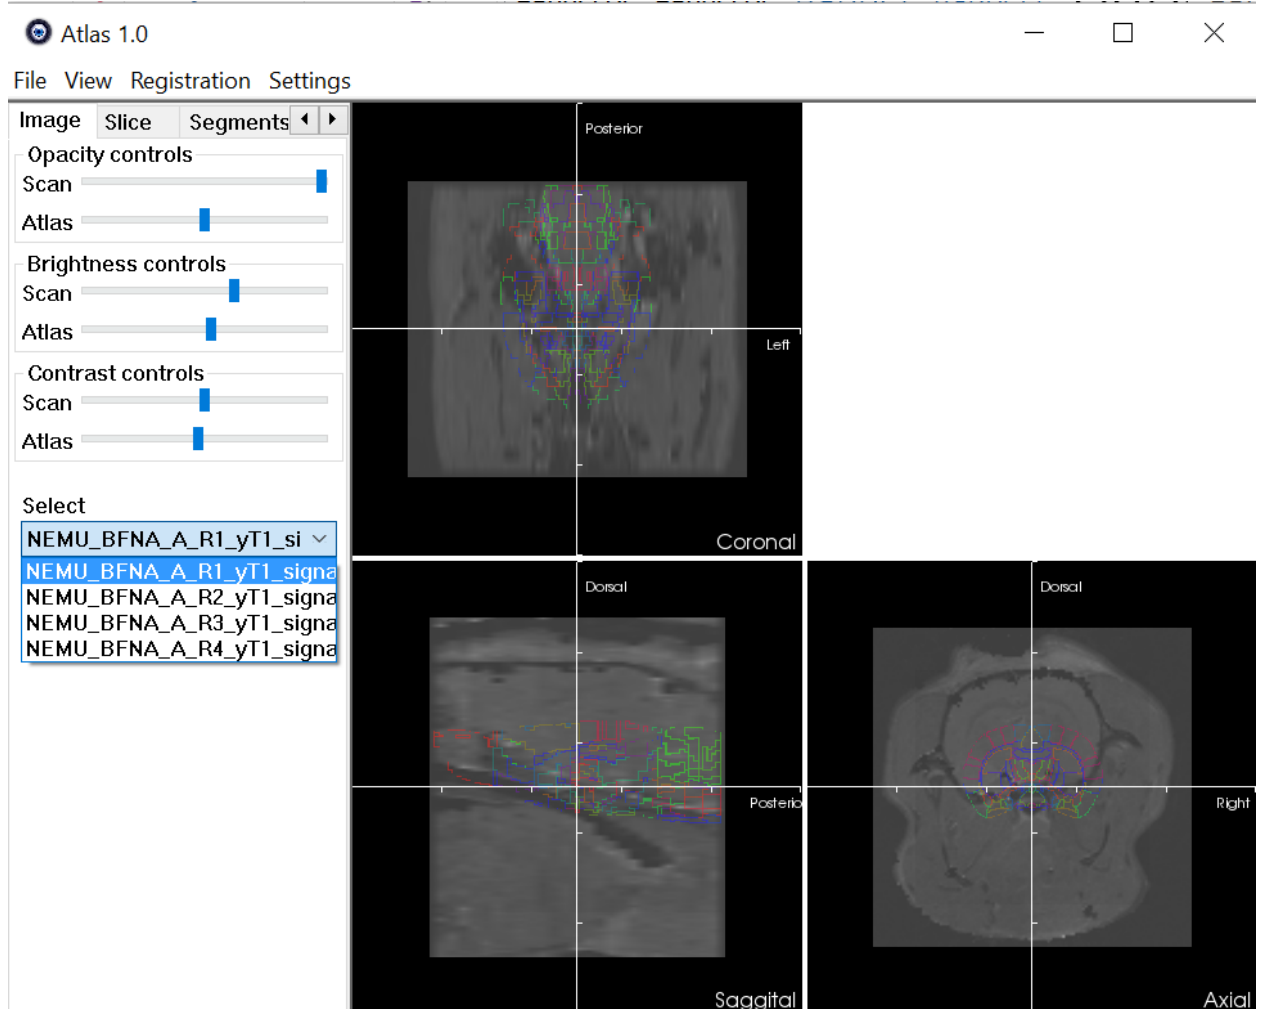 Atlas 1.0
File View Registration Settings
Image Slice Segments
Opacity controls
Scan
Atlas
Brightness controls
Scan
Atlas
Contrast controls
Scan
Atlas
Select
NEMU_BFNA_A_R1_yT1_si
NEMU_BFNA_A_R1_yT1_signa
NEMU_BFNA_A_R2_yT1_signa
NEMU_BFNA_A_R3_yT1_signa
NEMU_BFNA_A_R4_yT1_signa
Posterior
Left
Coronal
Dorsal
Posterio
Saggital
Dorsal
Right
Axial